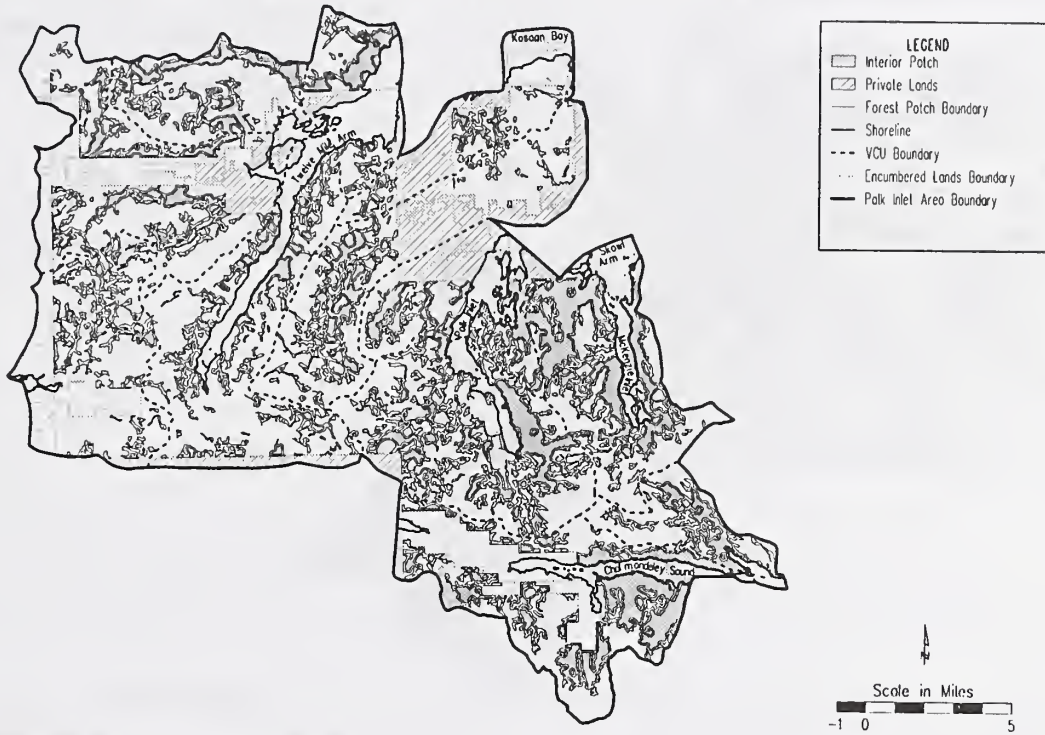 Kasaan Bay
Twelve Mile Arm
Skowl
Arm
McKenzie Inlet
Cholmondeley Sound
LEGEND
Interior Patch
Private Lands
Forest Patch Boundary
Shoreline
VCU Boundary
Encumbered Lands Boundary
Polk Inlet Area Boundary
N
Scale in Miles
-1 0 5